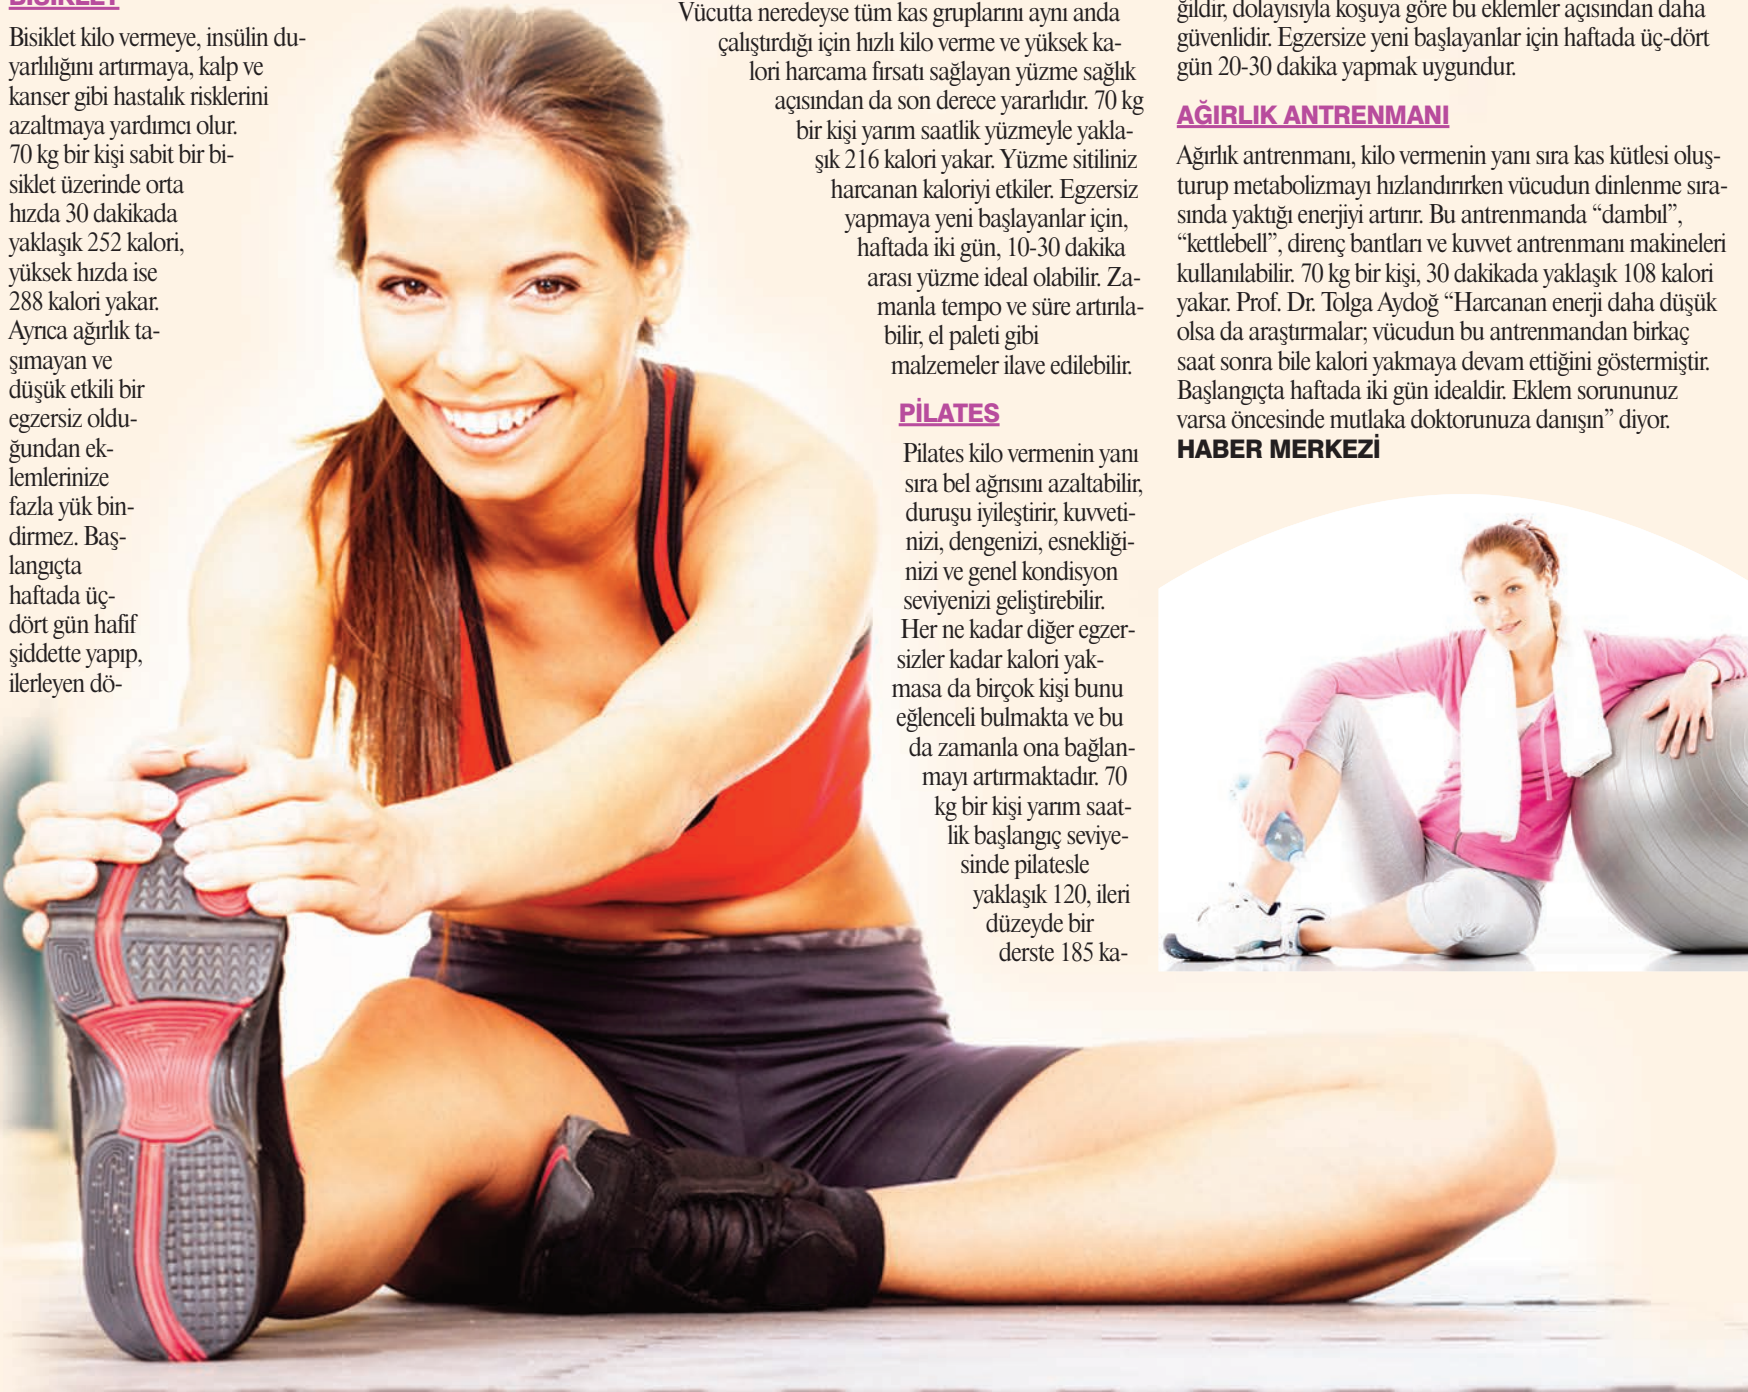 BİSİKLET
Bisiklet kilo vermeye, insülin du-
yarlılığını artırmaya, kalp ve
kanser gibi hastalık risklerini
azaltmaya yardımcı olur.
70 kg bir kişi sabit bir bi-
siklet üzerinde orta
hızda 30 dakikada
yaklaşık 252 kalori,
yüksek hızda ise
288 kalori yakar.
Ayrıca ağırlık ta-
şımayan ve
düşük etkili bir
egzersiz oldu-
ğundan ek-
lemlerinize
fazla yük bin-
dirmez. Baş-
langıçta
haftada üç-
dört gün hafif
şiddette yapıp,
ilerleyen dö-
Vücutta neredeyse tüm kas gruplarını aynı anda
çalıştırdığı için hızlı kilo verme ve yüksek ka-
lori harcama fırsatı sağlayan yüzme sağlık
açısından da son derece yararlıdır. 70 kg
bir kişi yarım saatlik yüzmeyle yakla-
şık 216 kalori yakar. Yüzme sitiliniz
harcanan kaloriyi etkiler. Egzersiz
yapmaya yeni başlayanlar için,
haftada iki gün, 10-30 dakika
arası yüzme ideal olabilir. Za-
manla tempo ve süre artırıla-
bilir, el paleti gibi
malzemeler ilave edilebilir.
PİLATES
Pilates kilo vermenin yanı
sıra bel ağrısını azaltabilir,
duruşu iyileştirir, kuvveti-
nizi, dengenizi, esnekliği-
nizi ve genel kondisyon
seviyenizi geliştirebilir.
Her ne kadar diğer egzer-
sizler kadar kalori yak-
masa da birçok kişi bunu
eğlenceli bulmakta ve bu
da zamanla ona bağlan-
mayı artırmaktadır. 70
kg bir kişi yarım saat-
lik başlangıç seviye-
sinde pilatesle
yaklaşık 120, ileri
düzeyde bir
derste 185 ka-
ğildir, dolayısıyla koşuya göre bu eklemler açısından daha
güvenlidir. Egzersize yeni başlayanlar için haftada üç-dört
gün 20-30 dakika yapmak uygundur.
AĞIRLIK ANTRENMANI
Ağırlık antrenmanı, kilo vermenin yanı sıra kas kütlesi oluş-
turup metabolizmayı hızlandırırken vücudun dinlenme sıra-
sında yaktığı enerjiyi artırır. Bu antrenmanda “dambıl”,
“kettlebell”, direnç bantları ve kuvvet antrenmanı makineleri
kullanılabilir. 70 kg bir kişi, 30 dakikada yaklaşık 108 kalori
yakar. Prof. Dr. Tolga Aydoğ “Harcanan enerji daha düşük
olsa da araştırmalar; vücudun bu antrenmandan birkaç
saat sonra bile kalori yakmaya devam ettiğini göstermiştir.
Başlangıçta haftada iki gün idealdir. Eklem sorununuz
varsa öncesinde mutlaka doktorunuza danışın” diyor.
HABER MERKEZİ